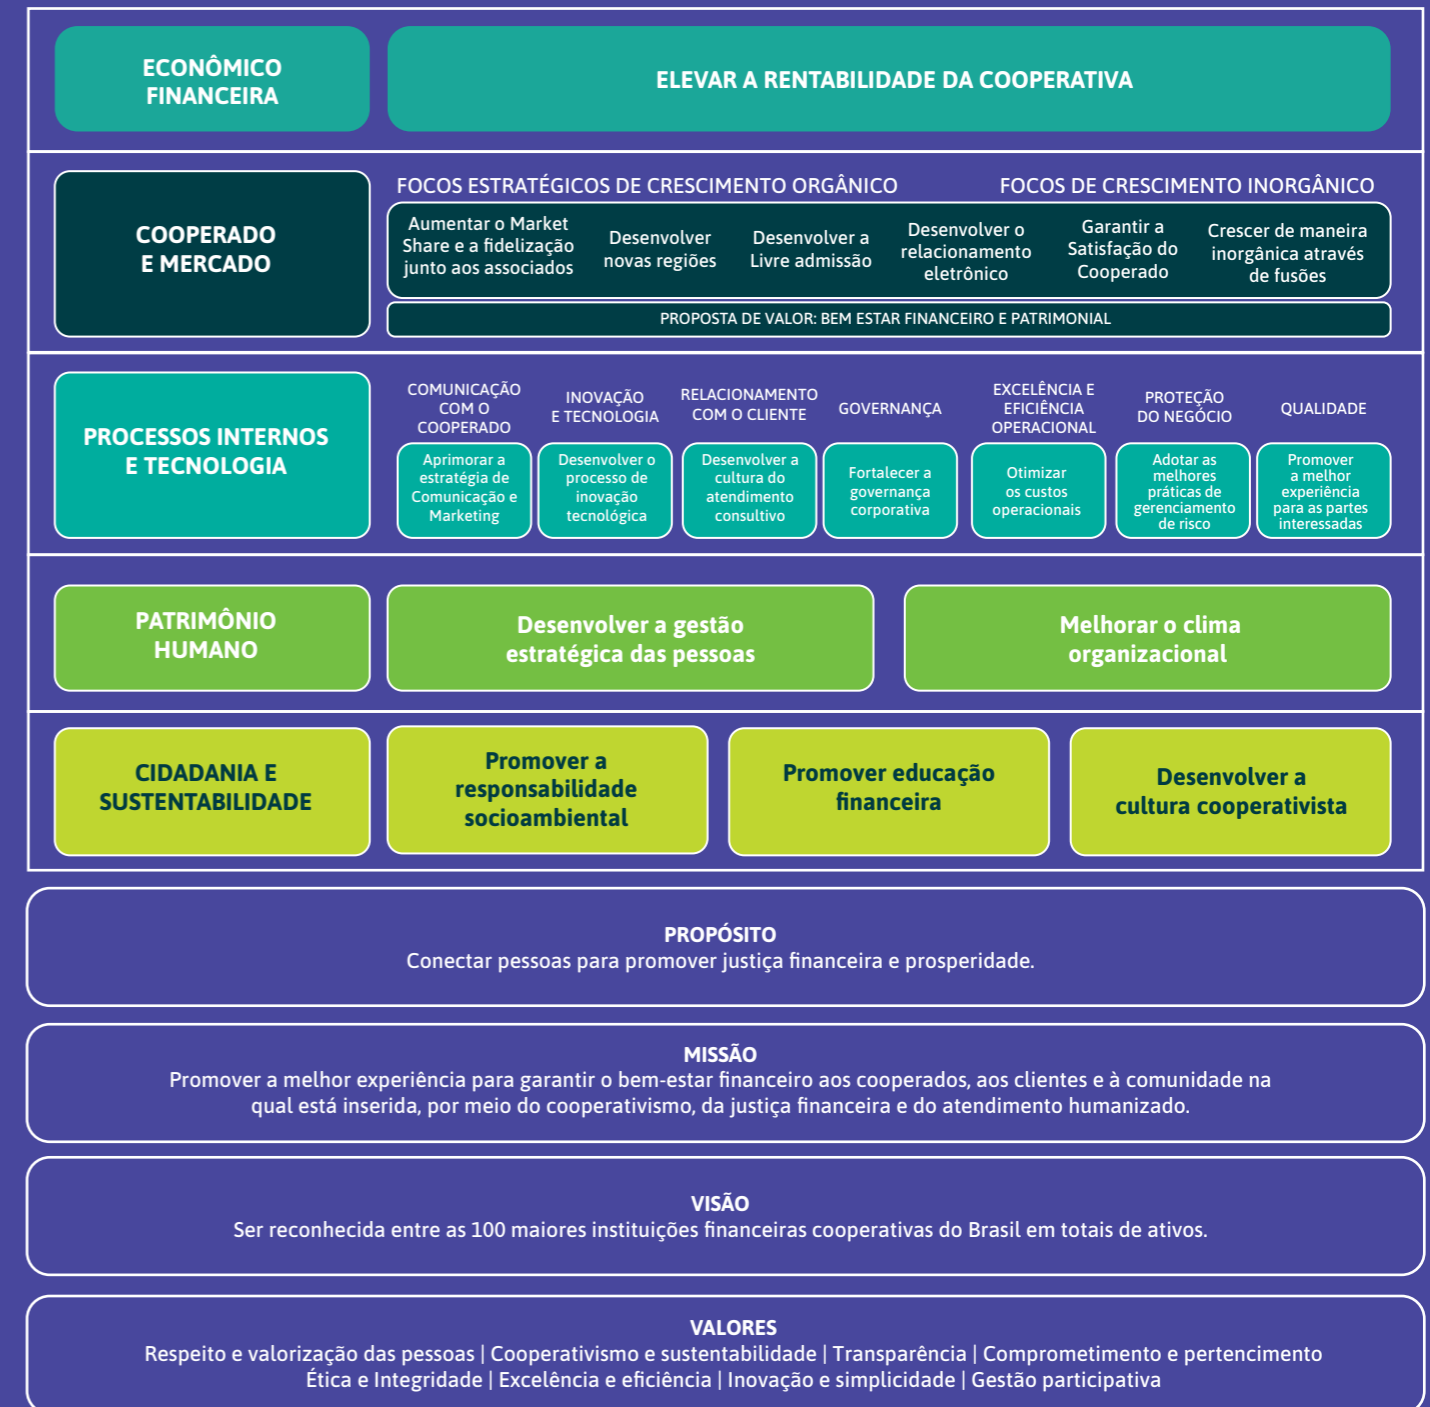 ECONÔMICO
FINANCEIRA
ELEVAR A RENTABILIDADE DA COOPERATIVA
COOPERADO
E MERCADO
FOCOS ESTRATÉGICOS DE CRESCIMENTO ORGÂNICO
FOCOS DE CRESCIMENTO INORGÂNICO
Aumentar o Market
Share e a fidelização
junto aos associados
Desenvolver
novas regiões
Desenvolver a
Livre admissão
Desenvolver o
relacionamento
eletrônico
Garantir a
Satisfação do
Cooperado
Crescer de maneira
inorgânica através
de fusões
PROPOSTA DE VALOR: BEM ESTAR FINANCEIRO E PATRIMONIAL
PROCESSOS INTERNOS
E TECNOLOGIA
COMUNICAÇÃO
COM O
COOPERADO
Aprimorar a
estratégia de
Comunicação e
Marketing
INOVAÇÃO
E TECNOLOGIA
Desenvolver o
processo de
inovação
tecnológica
RELACIONAMENTO
COM O CLIENTE
Desenvolver a
cultura do
atendimento
consultivo
GOVERNANÇA
Fortalecer a
governança
corporativa
EXCELÊNCIA E
EFICIÊNCIA
OPERACIONAL
Otimizar
os custos
operacionais
PROTEÇÃO
DO NEGÓCIO
Adotar as
melhores
práticas de
gerenciamento
de risco
QUALIDADE
Promover
a melhor
experiência
para as partes
interessadas
PATRIMÔNIO
HUMANO
Desenvolver a gestão
estratégica das pessoas
Melhorar o clima
organizacional
CIDADANIA E
SUSTENTABILIDADE
Promover a
responsabilidade
socioambiental
Promover educação
financeira
Desenvolver a
cultura cooperativista
PROPÓSITO
Conectar pessoas para promover justiça financeira e prosperidade.
MISSÃO
Promover a melhor experiência para garantir o bem-estar financeiro aos cooperados, aos clientes e à comunidade na
qual está inserida, por meio do cooperativismo, da justiça financeira e do atendimento humanizado.
VISÃO
Ser reconhecida entre as 100 maiores instituições financeiras cooperativas do Brasil em totais de ativos.
VALORES
Respeito e valorização das pessoas | Cooperativismo e sustentabilidade | Transparência | Comprometimento e pertencimento
Ética e Integridade | Excelência e eficiência | Inovação e simplicidade | Gestão participativa